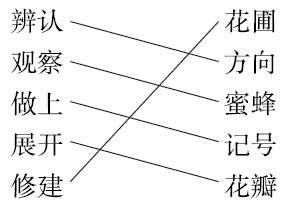 辨认 花圃
观察 方向
做上 蜜蜂
展开 记号
修建 花瓣